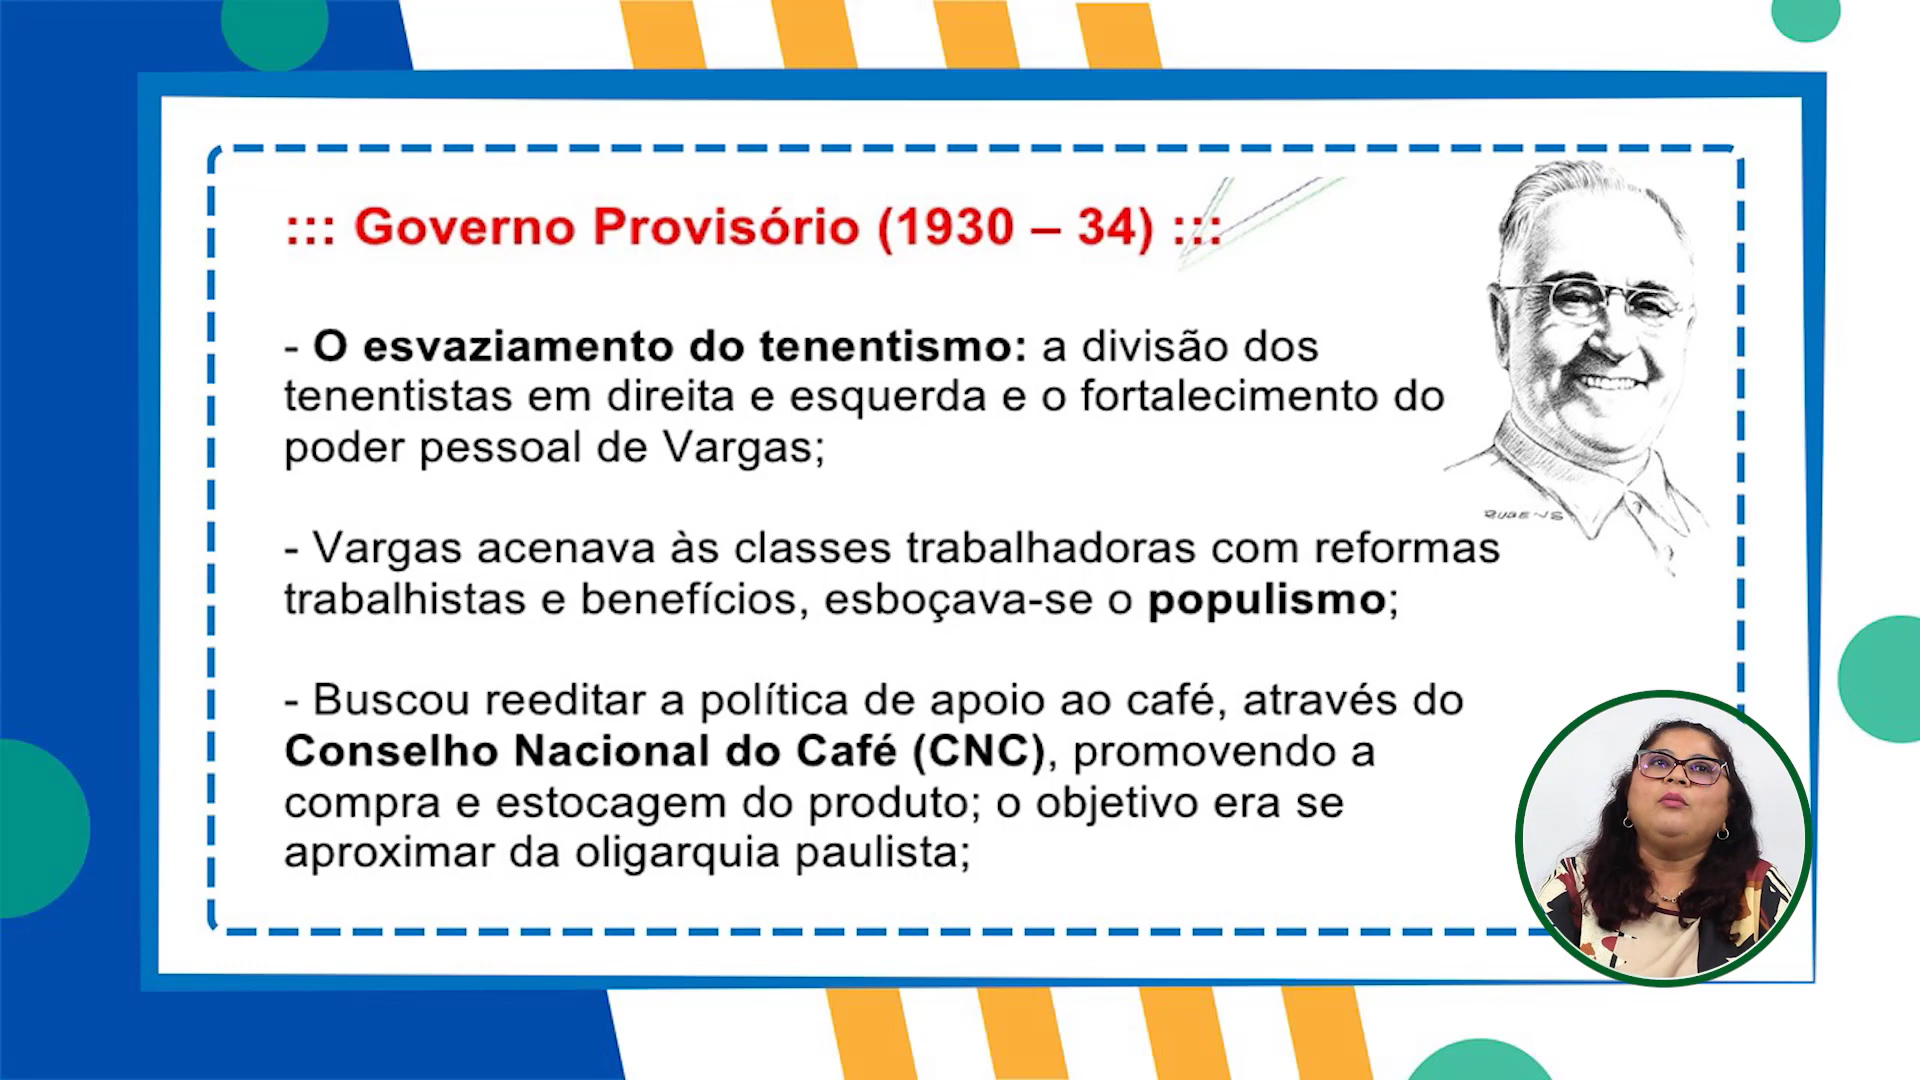 ::: Governo Provisório (1930 – 34) :::
- O esvaziamento do tenentismo: a divisão dos
tenentistas em direita e esquerda e o fortalecimento do
poder pessoal de Vargas;
RUBENS
- Vargas acenava às classes trabalhadoras com reformas
trabalhistas e benefícios, esboçava-se o populismo;
- Buscou reeditar a política de apoio ao café, através do
Conselho Nacional do Café (CNC), promovendo a
compra e estocagem do produto; o objetivo era se
aproximar da oligarquia paulista;